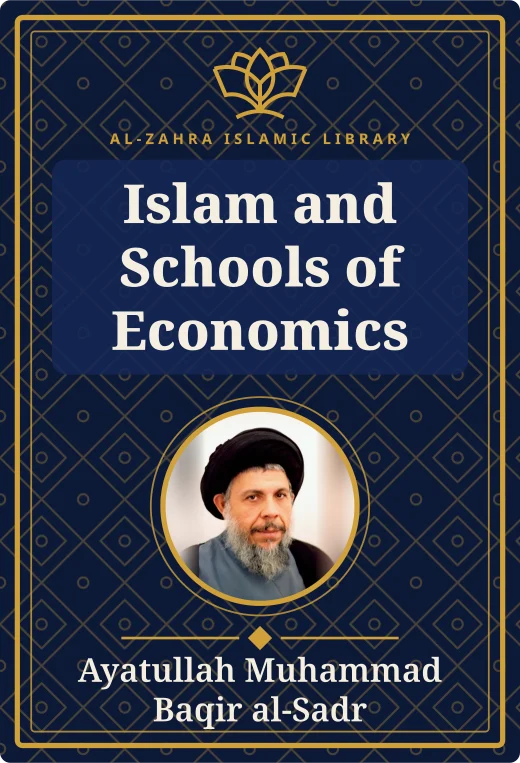 AL-ZAHRA ISLAMIC LIBRARY
Islam and
Schools of
Economics
Ayatullah Muhammad
Baqir al-Sadr